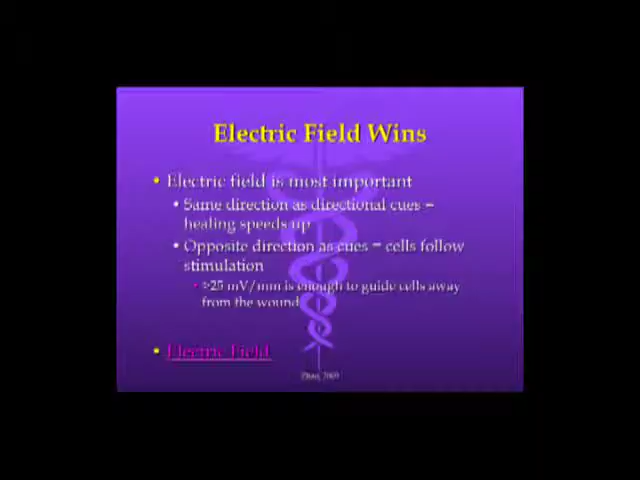 Electric Field Wins
• Electric field is most important
• Same direction as directional cues =
healing speeds up
• Opposite direction as cues = cells follow
stimulation
• >25 mV/mm is enough to guide cells away
from the wound
• Electric Field